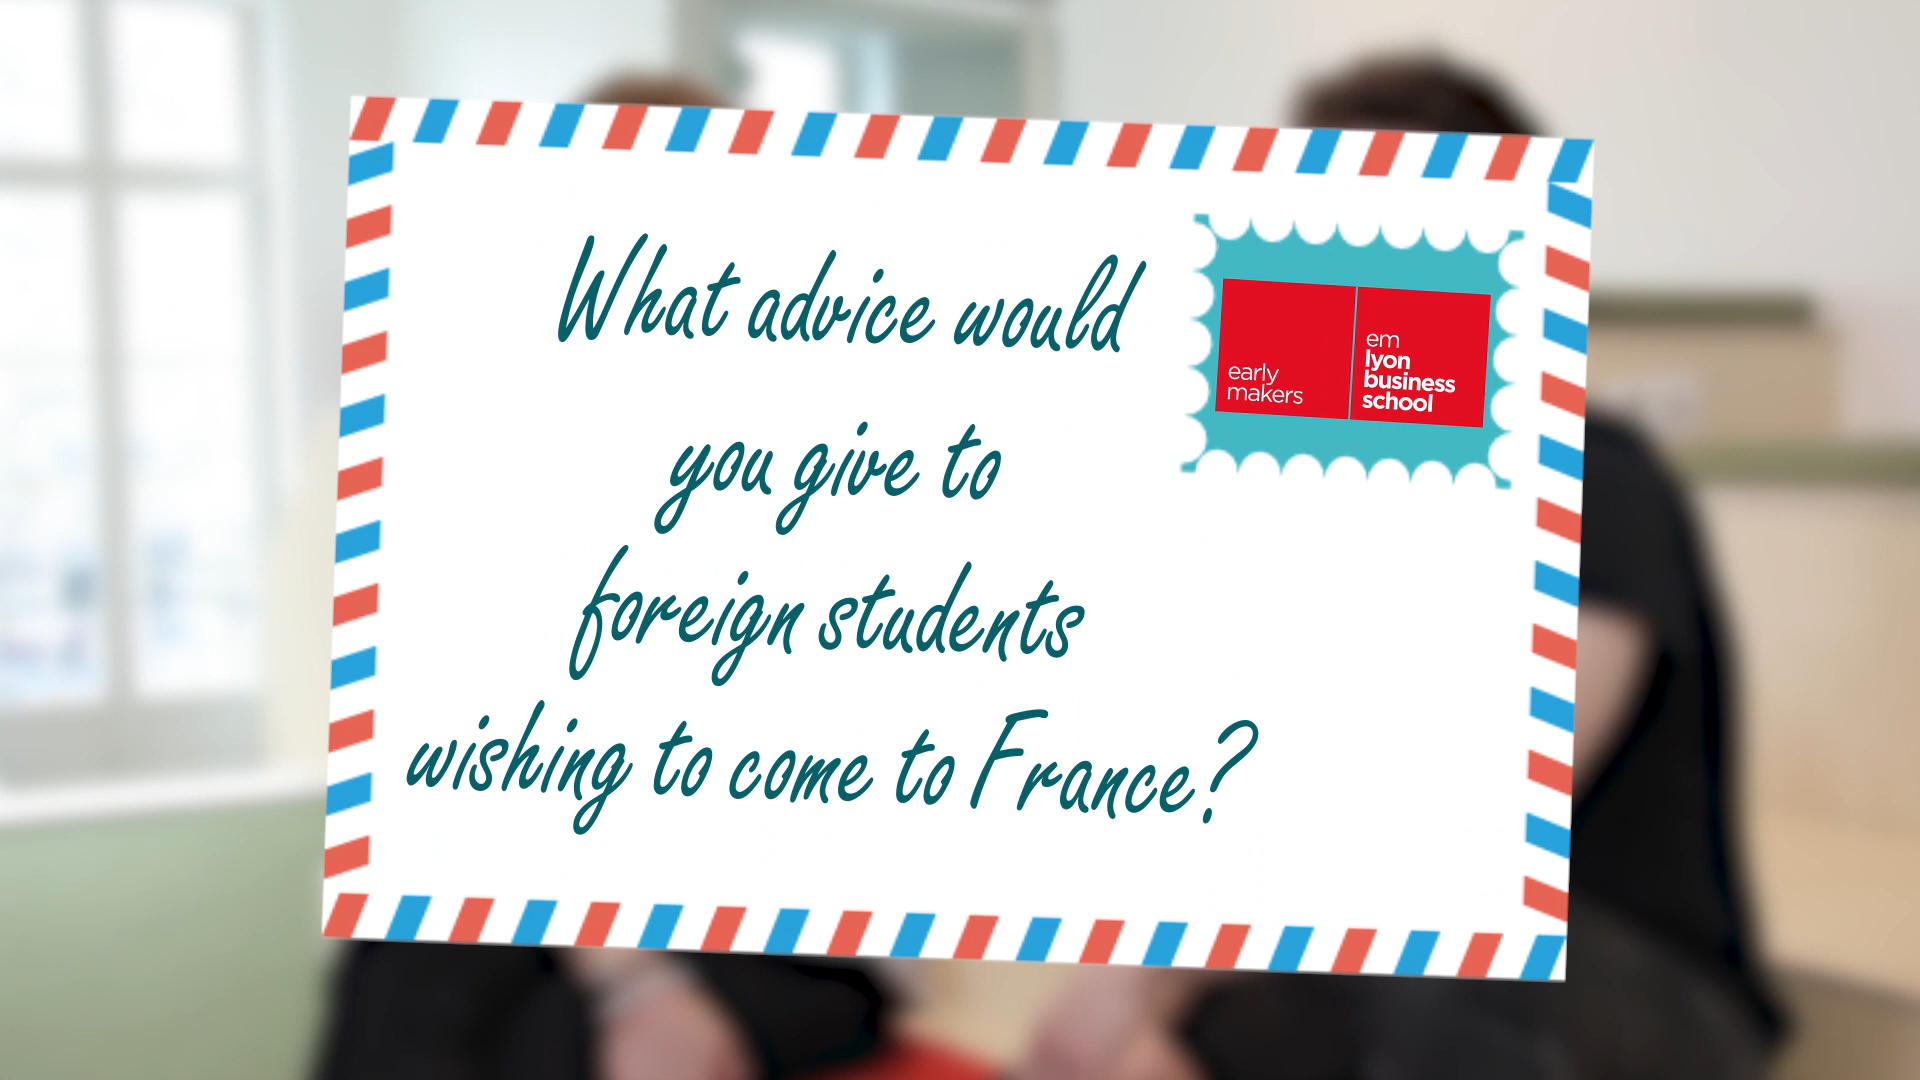 What advice would
you give to
foreign students
wishing to come to France?
early
makers
em
lyon
business
school